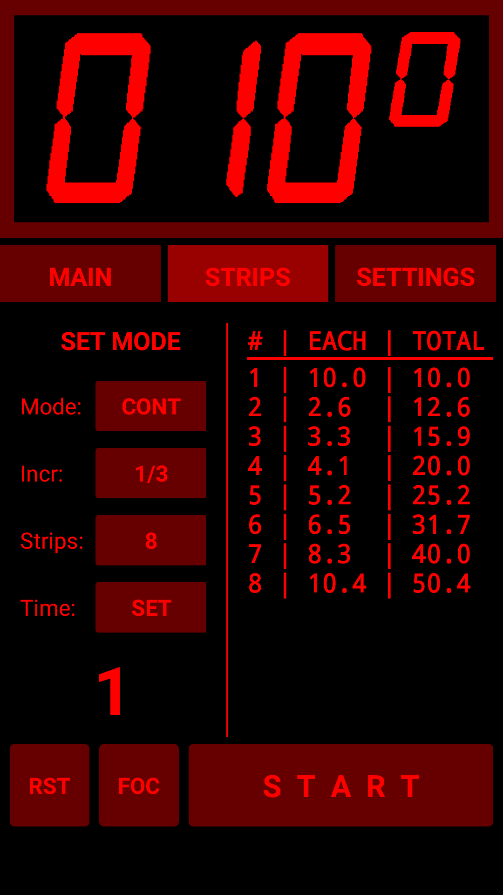 010⁰
MAIN STRIPS SETTINGS
SET MODE
Mode: CONT
Incr: 1/3
Strips: 8
Time: SET
1
# | EACH | TOTAL
1 | 10.0 | 10.0
2 | 2.6 | 12.6
3 | 3.3 | 15.9
4 | 4.1 | 20.0
5 | 5.2 | 25.2
6 | 6.5 | 31.7
7 | 8.3 | 40.0
8 | 10.4 | 50.4
RST FOC START